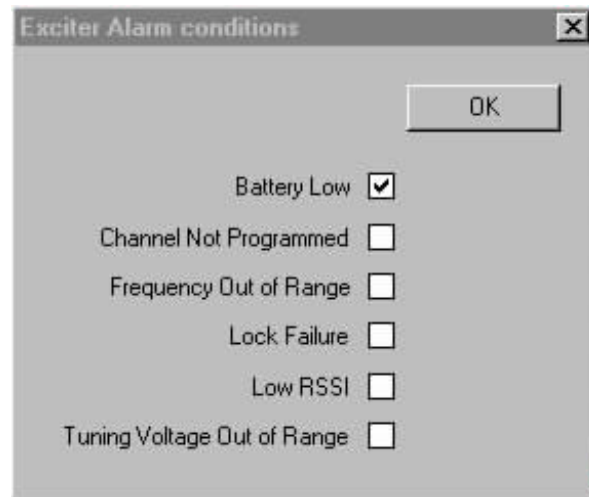 Exciter Alarm conditions
OK
Battery Low
Channel Not Programmed
Frequency Out of Range
Lock Failure
Low RSSI
Tuning Voltage Out of Range